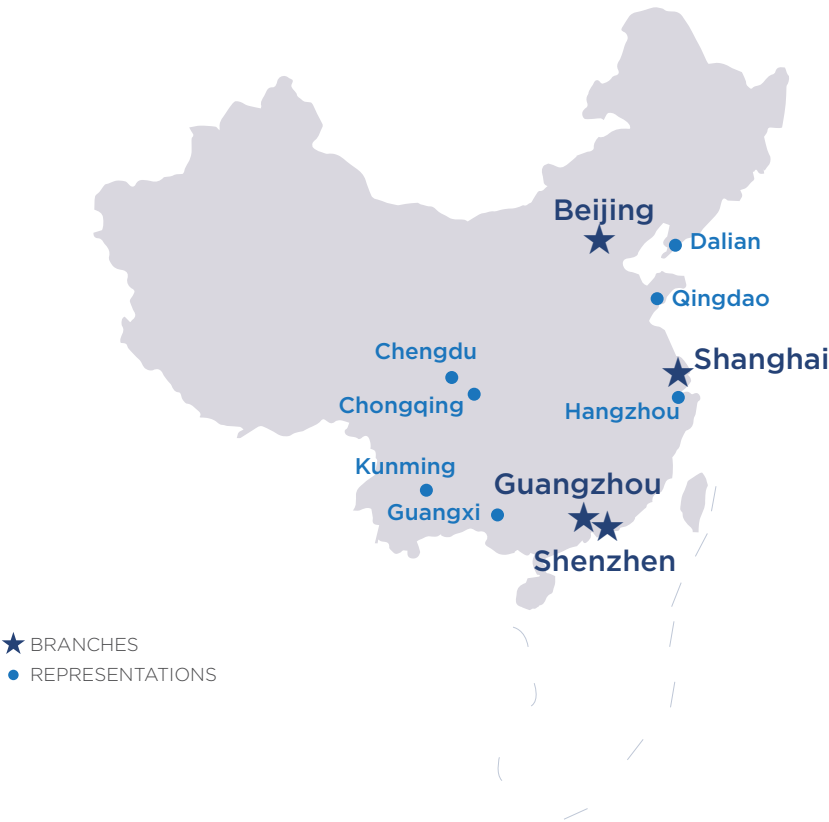 Beijing
Dalian
Qingdao
Shanghai
Chengdu
Chongqing
Hangzhou
Kunming
Guangzhou
Guangxi
Shenzhen
BRANCHES
REPRESENTATIONS